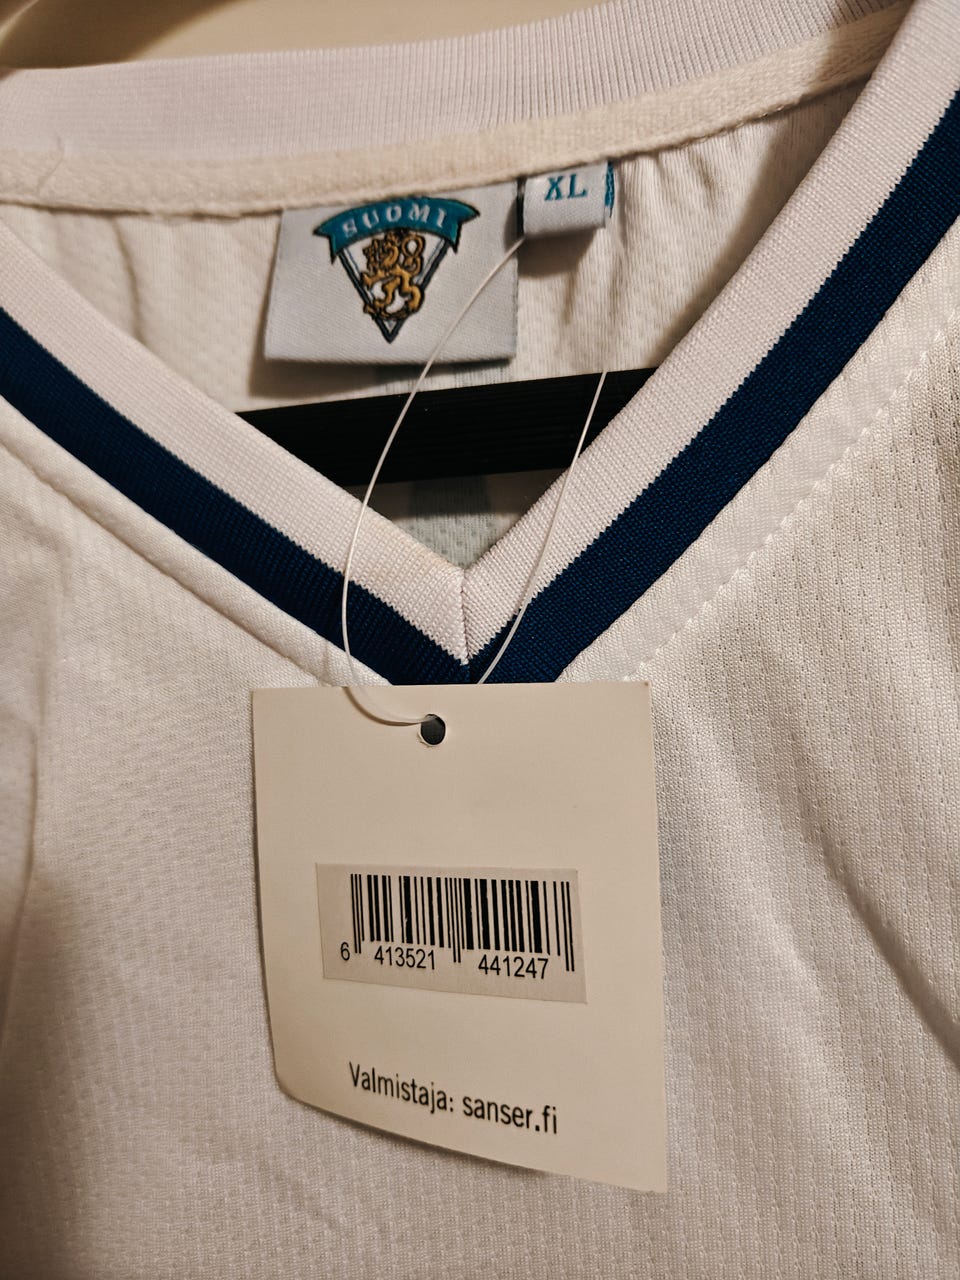 SUOMI
XL
6 413521 441247
Valmistaja: sanser.fi